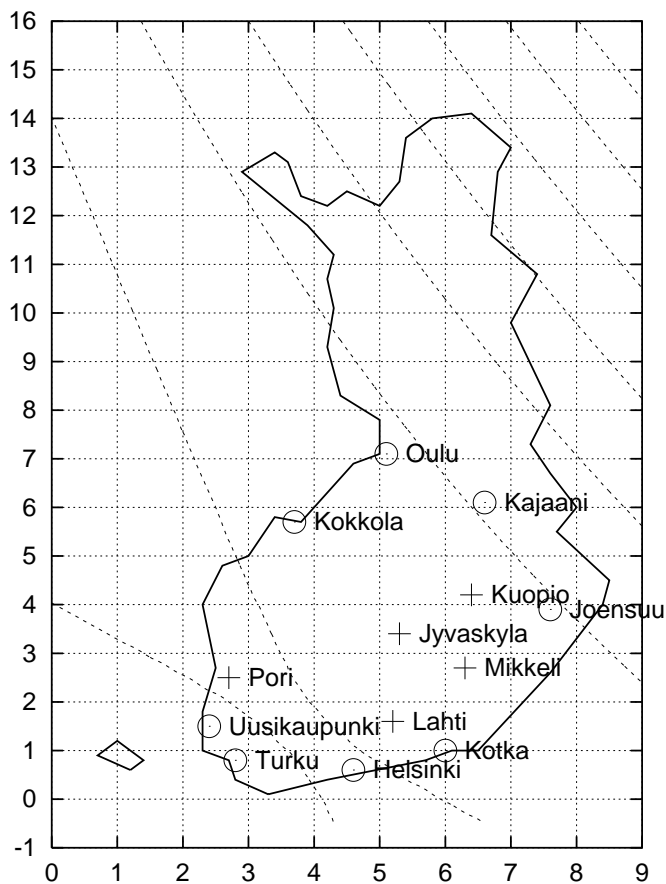 16
15
14
13
12
11
10
9
8
7
Oulu
6
Kajaani
Kokkola
5
4
Kuopio
Joensuu
3
Jyvaskyla
Mikkeli
Pori
2
Lahti
Uusikaupunki
1
Kotka
Turku
Helsinki
0
-1
0 1 2 3 4 5 6 7 8 9